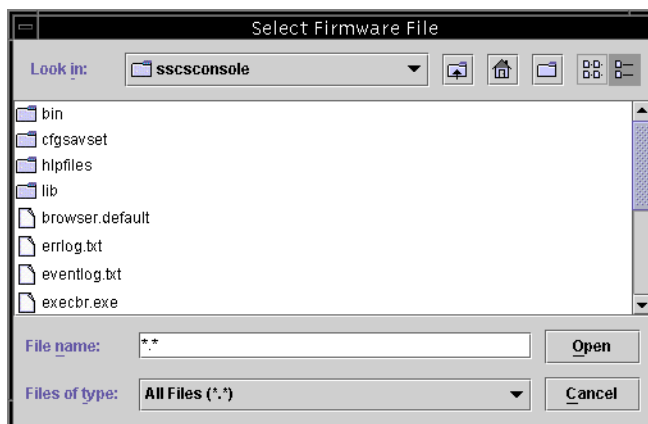 Select Firmware File
Look in: sscsconsole
bin
cfgsavset
hlpfiles
lib
browser.default
errlog.txt
eventlog.txt
execbr.exe
File name: *.* Open
Files of type: All Files (*.*) Cancel